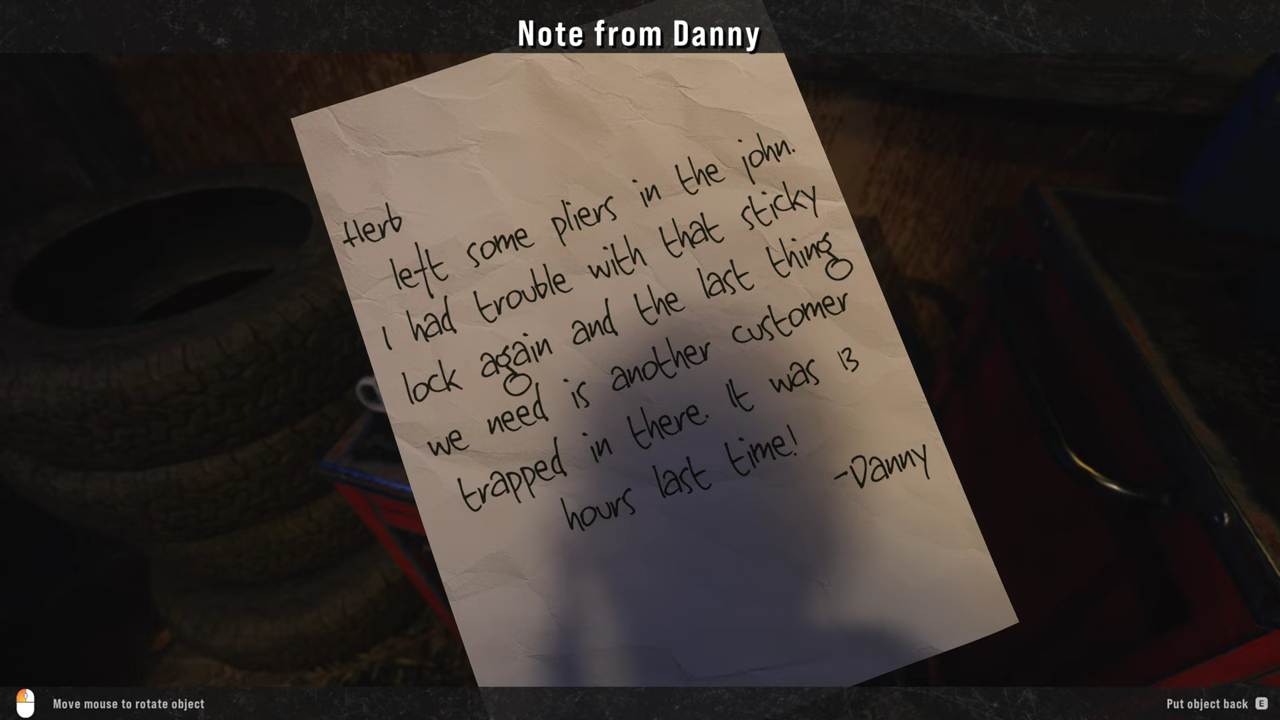 Note from Danny
Herb
left some pliers in the john.
I had trouble with that sticky
lock again and the last thing
we need is another customer
trapped in there. It was 13
hours last time!
-Danny
Move mouse to rotate object
Put object back E